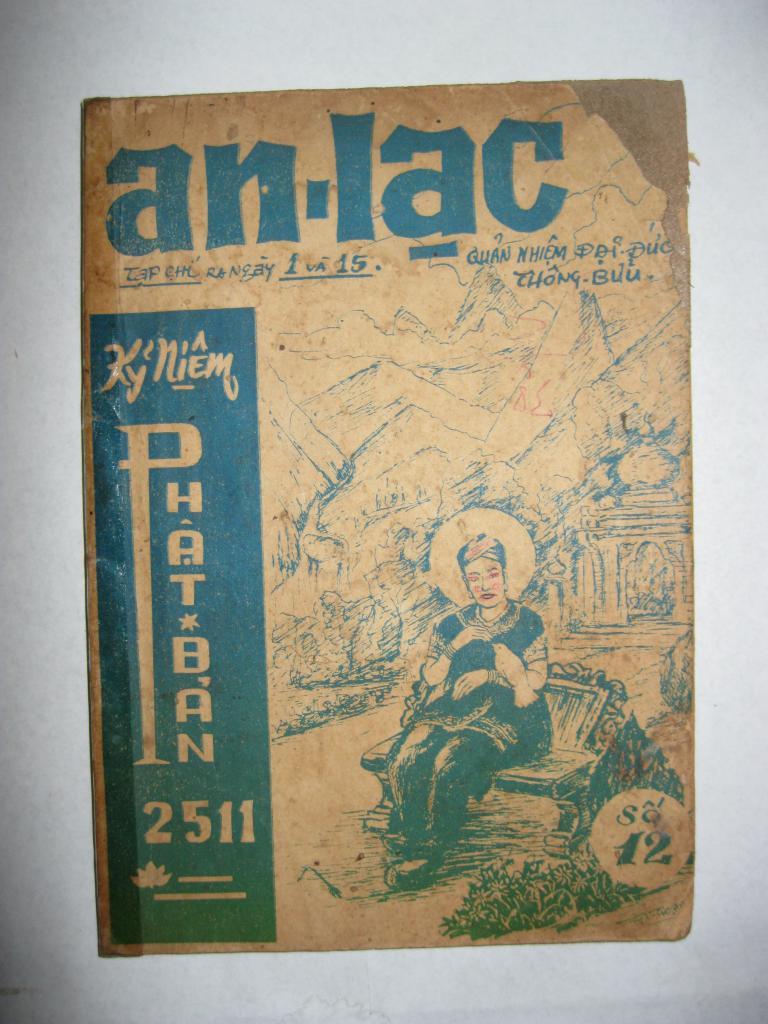 an-lạc
TẠP CHÍ RA NGÀY 1 VÀ 15.
QUẢN NHIỆM ĐẠI-ĐỨC
THÔNG-BỬU.
Kỷ Niệm
PHẬT★ĐẢN
2511
số
12